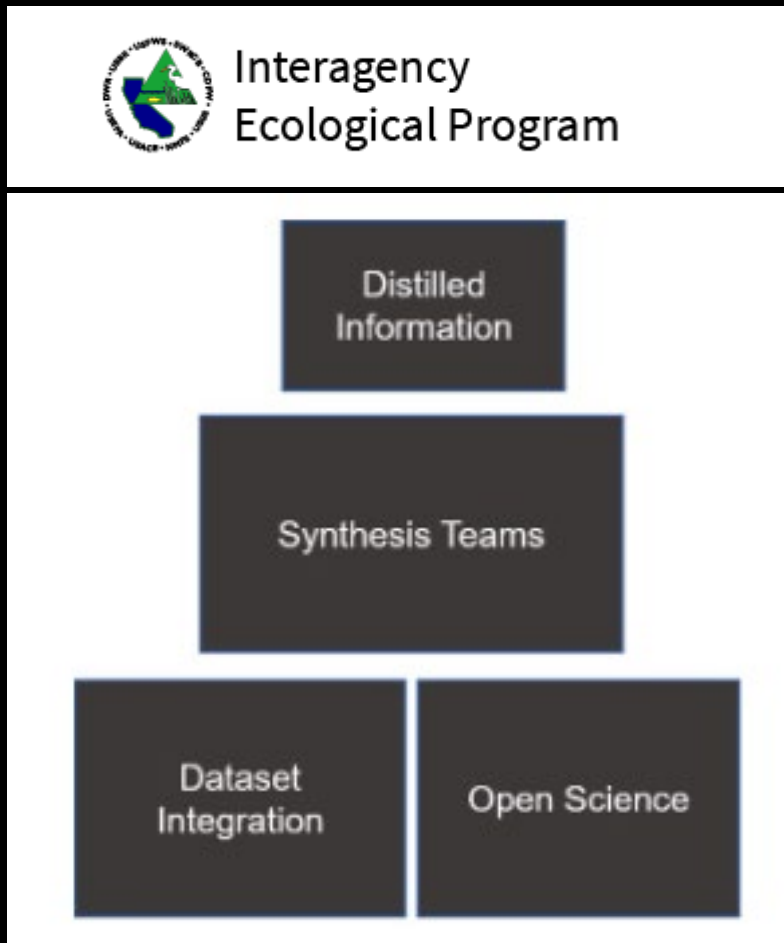 Interagency
Ecological Program
Distilled
Information
Synthesis Teams
Dataset
Integration
Open Science